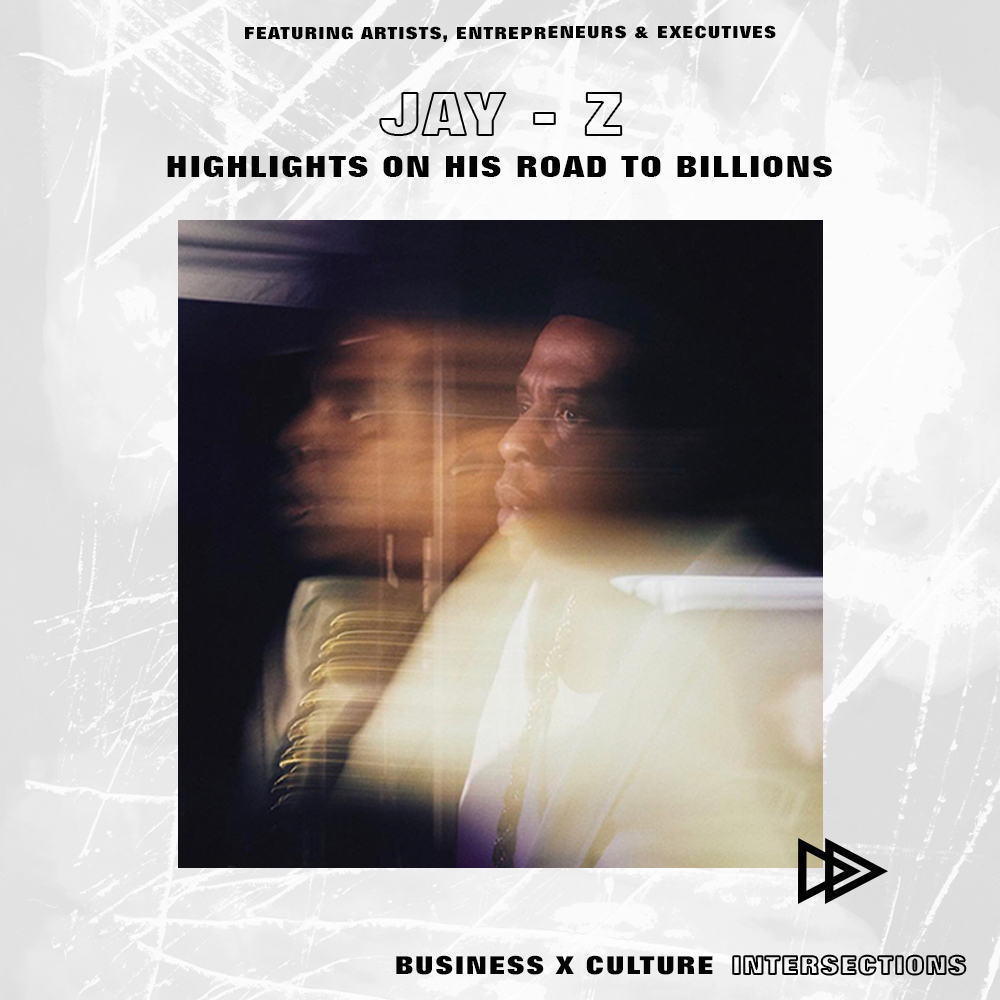 FEATURING ARTISTS, ENTREPRENEURS & EXECUTIVES
JAY - Z
HIGHLIGHTS ON HIS ROAD TO BILLIONS
BUSINESS X CULTURE INTERSECTIONS